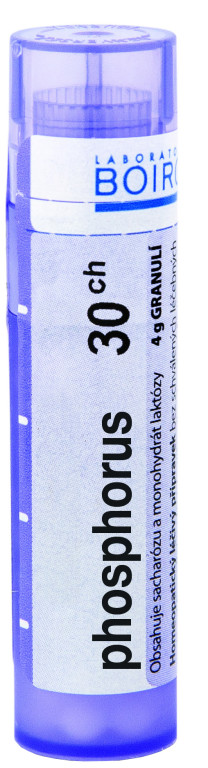 LABORATO
BOIRO
phosphorus 30 ch
4 g GRANULÍ
Obsahuje sacharózu a monohydrát laktózy
Homeopatický léčivý přípravek bez schválených léčebných